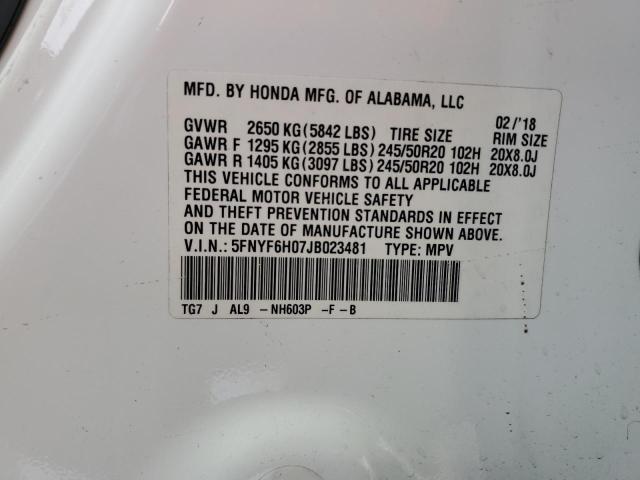 MFD. BY HONDA MFG. OF ALABAMA, LLC
02/'18
GVWR 2650 KG(5842 LBS) TIRE SIZE RIM SIZE
GAWR F 1295 KG(2855 LBS) 245/50R20 102H 20X8.0J
GAWR R 1405 KG(3097 LBS) 245/50R20 102H 20X8.0J
THIS VEHICLE CONFORMS TO ALL APPLICABLE
FEDERAL MOTOR VEHICLE SAFETY
AND THEFT PREVENTION STANDARDS IN EFFECT
ON THE DATE OF MANUFACTURE SHOWN ABOVE.
V.I.N.: 5FNYF6H07JB023481 TYPE: MPV
TG7 J AL9 -NH603P -F -B